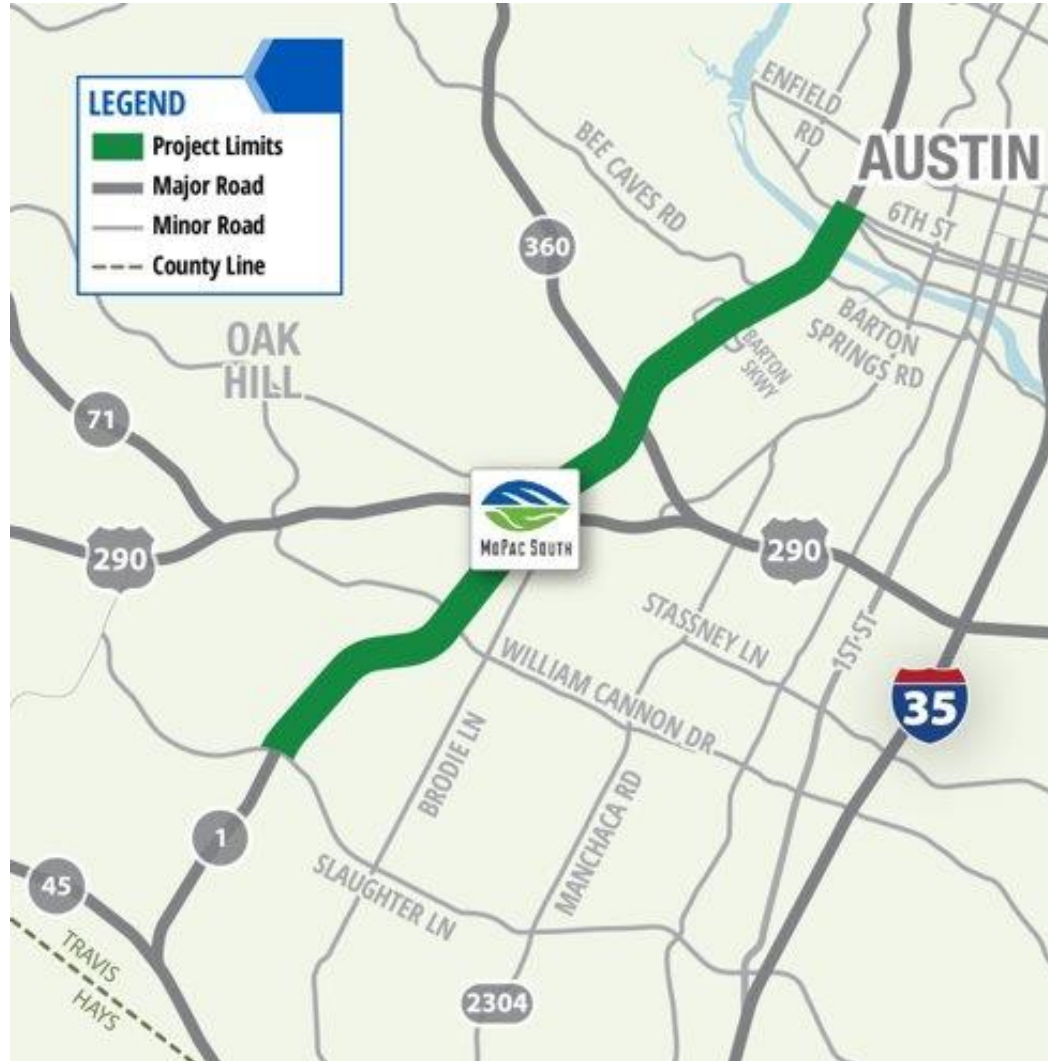 LEGEND
Project Limits
Major Road
Minor Road
County Line
ENFIELD
RD
BEE CAVES RD
AUSTIN
6TH ST
360
BARTON
SPRINGS RD
BARTON
SKWY
OAK
HILL
71
MOPAC SOUTH
290
290
STASSNEY LN
1ST ST
WILLIAM CANNON DR
35
BRODIE LN
MANCHACA RD
1
SLAUGHTER LN
45
TRAVIS
HAYS
2304